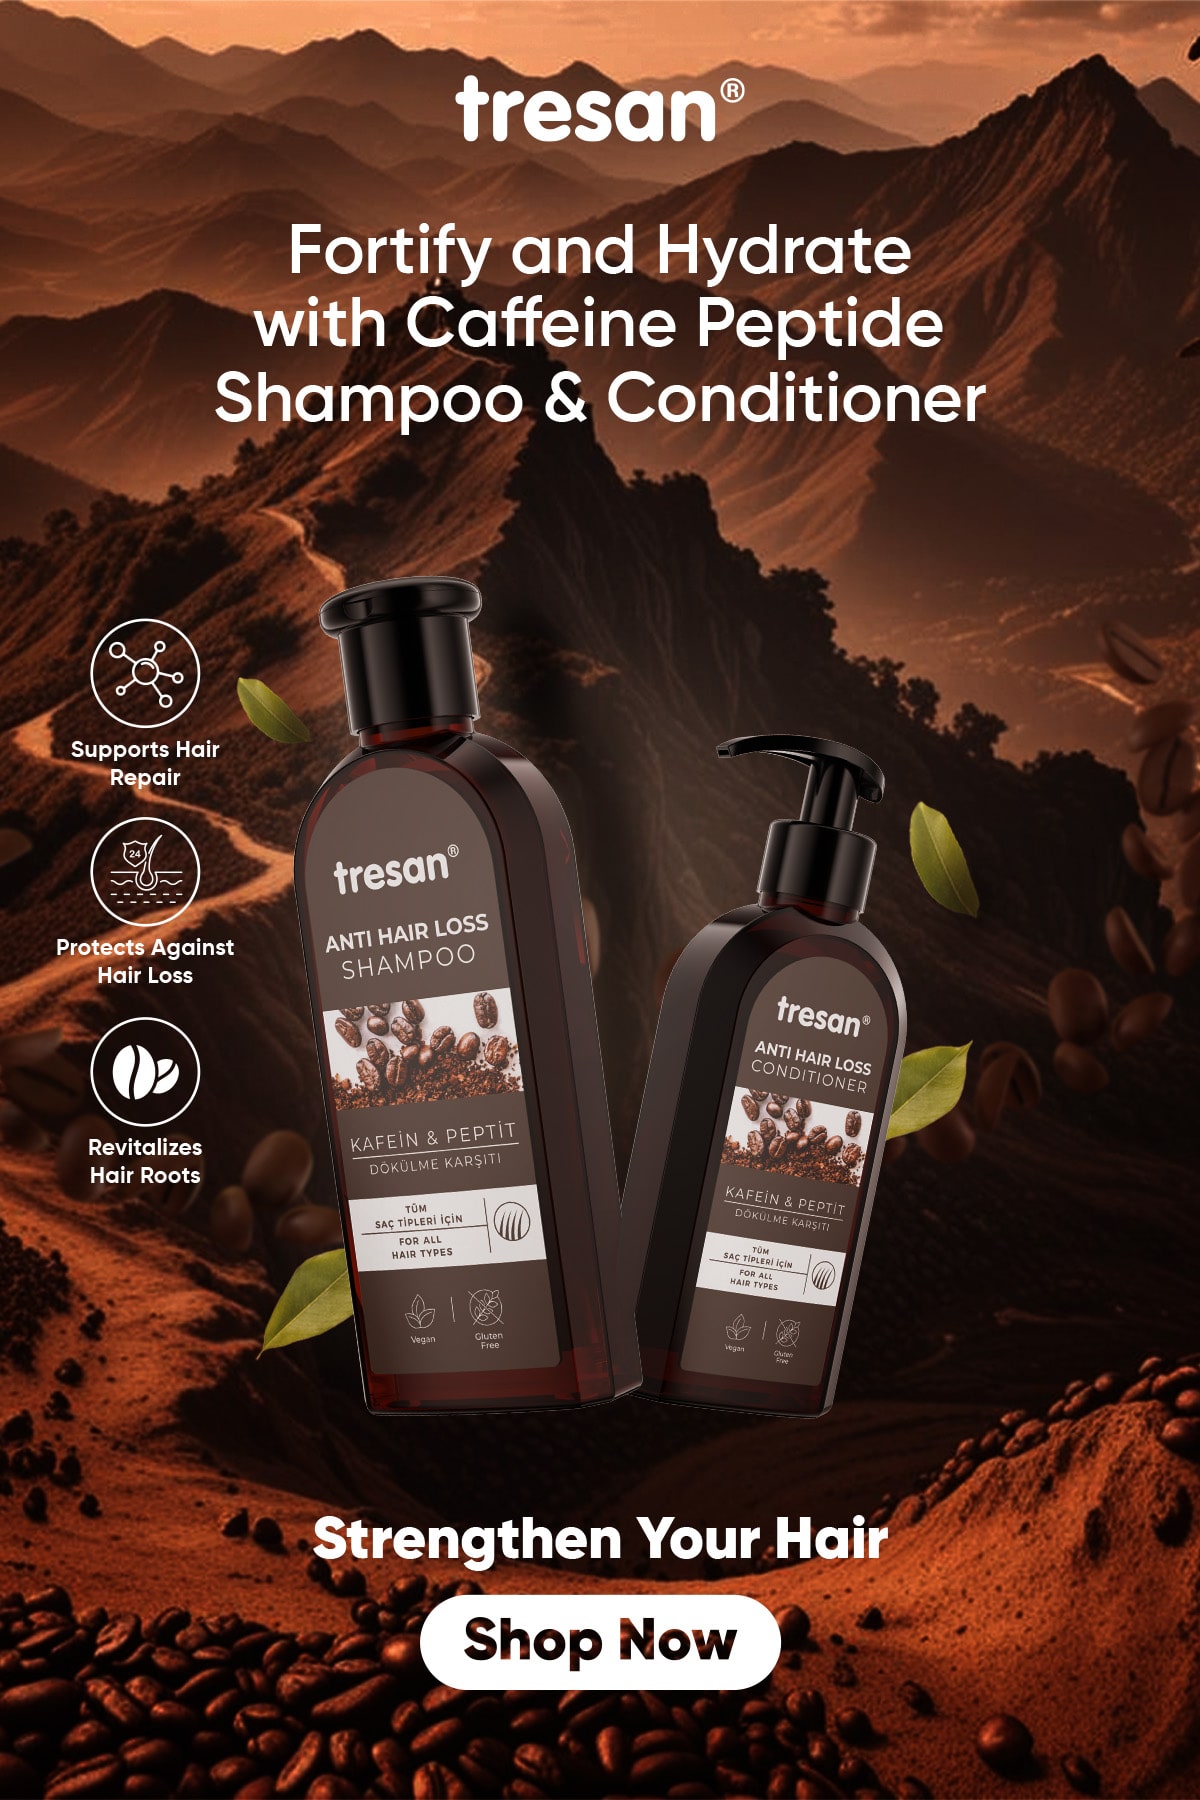 tresan®
Fortify and Hydrate
with Caffeine Peptide
Shampoo & Conditioner
Supports Hair
Repair
24
Protects Against
Hair Loss
Revitalizes
Hair Roots
tresan®
ANTI HAIR LOSS
SHAMPOO
KAFEİN & PEPTİT
DÖKÜLME KARŞITI
TÜM
SAÇ TİPLERİ İÇİN
FOR ALL
HAIR TYPES
Vegan
Gluten
Free
tresan®
ANTI HAIR LOSS
CONDITIONER
KAFEİN & PEPTİT
DÖKÜLME KARŞITI
TÜM
SAÇ TİPLERİ İÇİN
FOR ALL
HAIR TYPES
Vegan
Gluten
Free
Strengthen Your Hair
Shop Now